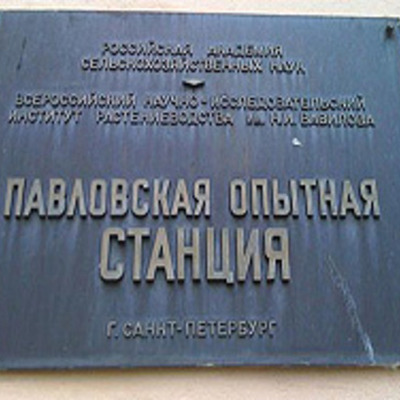 РОССИЙСКАЯ АКАДЕМИЯ
СЕЛЬСКОХОЗЯЙСТВЕННЫХ НАУК
ВСЕРОССИЙСКИЙ НАУЧНО-ИССЛЕДОВАТЕЛЬСКИЙ
ИНСТИТУТ РАСТЕНИЕВОДСТВА ИМ. Н.И. ВАВИЛОВА
ПАВЛОВСКАЯ ОПЫТНАЯ
СТАНЦИЯ
Г. САНКТ-ПЕТЕРБУРГ